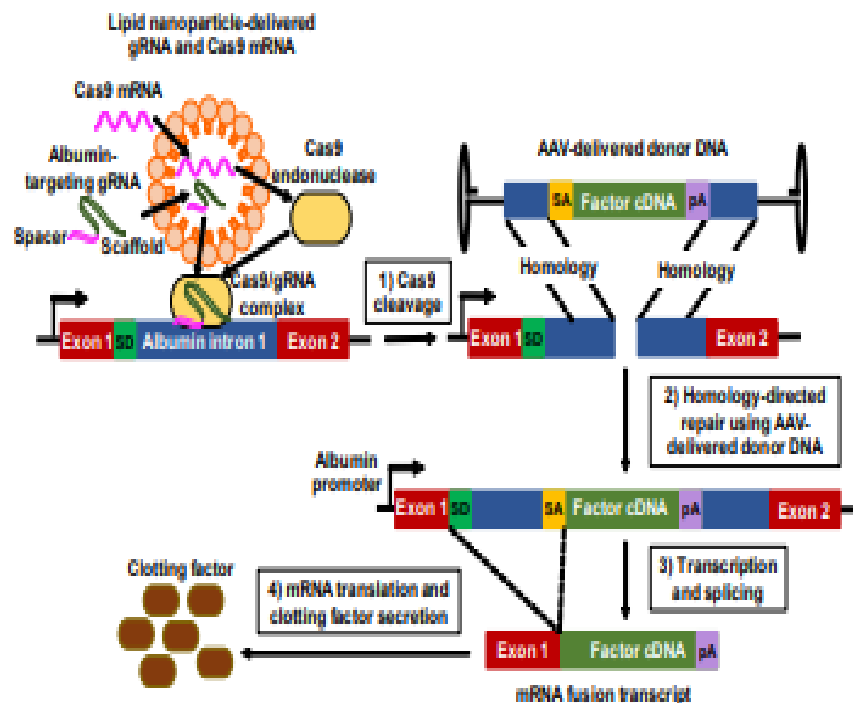 Lipid nanoparticle-delivered
gRNA and Cas9 mRNA
Cas9 mRNA
Albumin-
targeting gRNA
Spacer
Scaffold
Cas9
endonuclease
Cas9/gRNA
complex
Exon 1 SD Albumin intron 1 Exon 2
1) Cas9
cleavage
AAV-delivered donor DNA
SA Factor cDNA pA
Homology Homology
Exon 1 SD Exon 2
2) Homology-directed
repair using AAV-
delivered donor DNA
Albumin
promoter
Exon 1 SD SA Factor cDNA pA Exon 2
3) Transcription
and splicing
Clotting factor
4) mRNA translation and
clotting factor secretion
Exon 1 Factor cDNA pA
mRNA fusion transcript